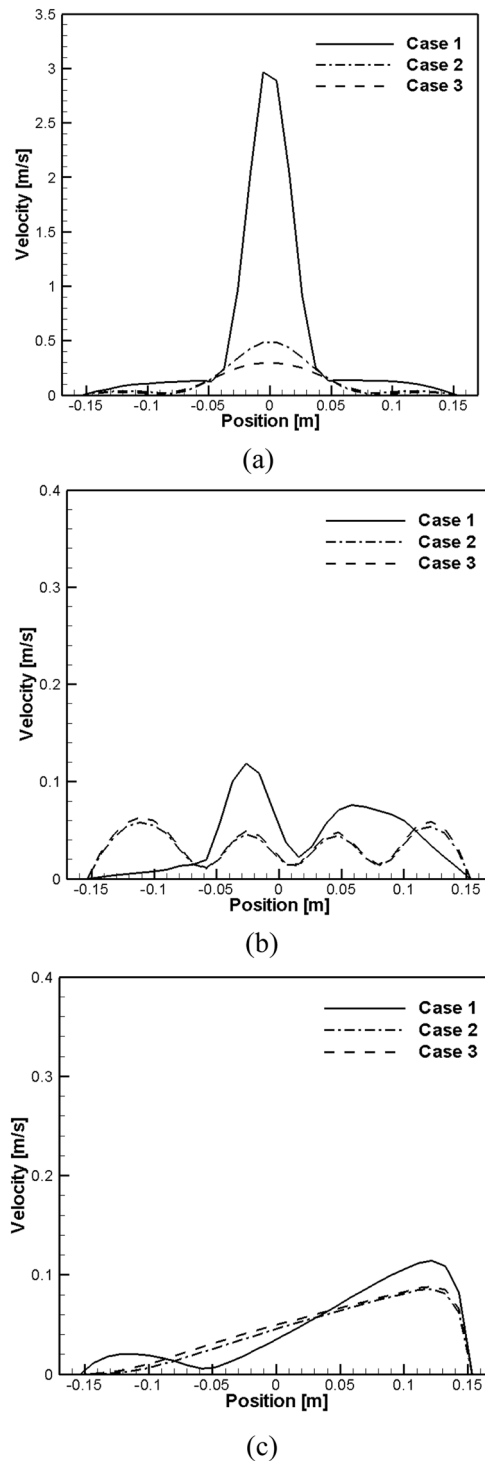 3.5
3
2.5
2
1.5
1
0.5
0
Velocity [m/s]
Case 1
Case 2
Case 3
-0.15 -0.1 -0.05 0 0.05 0.1 0.15
Position [m]
(a)
0.4
0.3
0.2
0.1
0
Velocity [m/s]
Case 1
Case 2
Case 3
-0.15 -0.1 -0.05 0 0.05 0.1 0.15
Position [m]
(b)
0.4
0.3
0.2
0.1
0
Velocity [m/s]
Case 1
Case 2
Case 3
-0.15 -0.1 -0.05 0 0.05 0.1 0.15
Position [m]
(c)